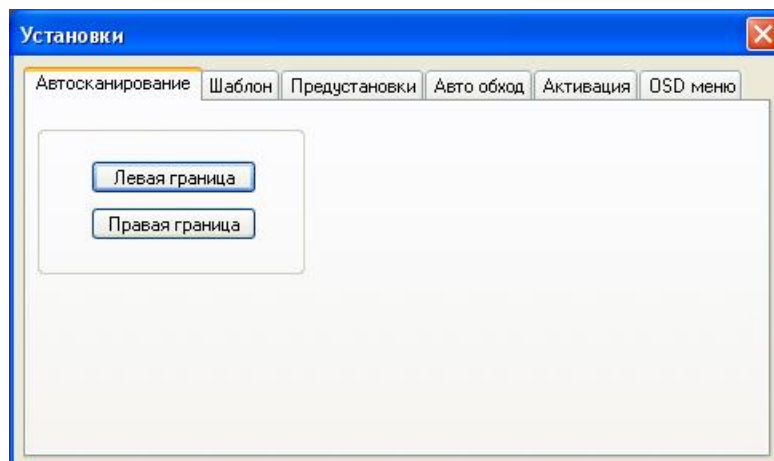 Установки
Автосканирование Шаблон Предустановки Авто обход Активация OSD меню
Левая граница
Правая граница